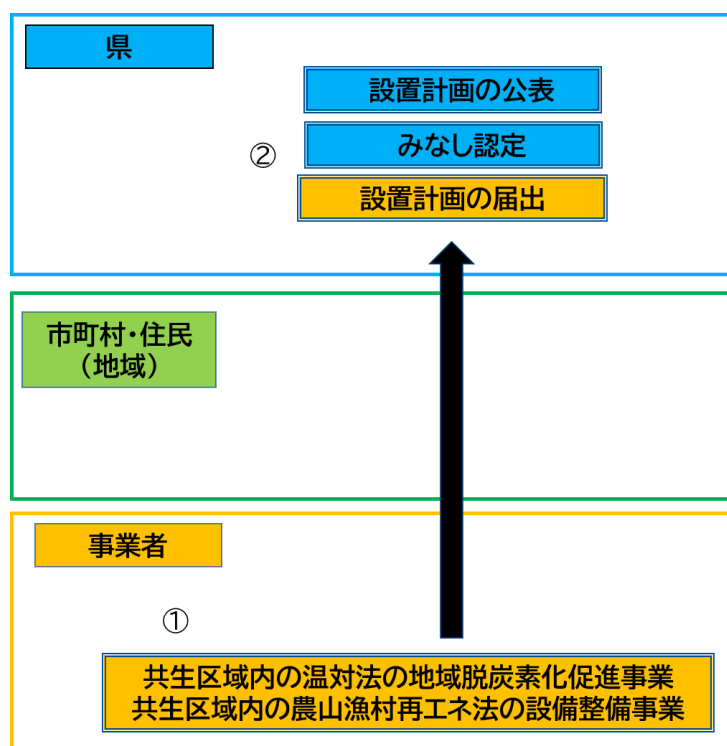 県
設置計画の公表
②
みなし認定
設置計画の届出
市町村・住民
（地域）
事業者
①
共生区域内の温対法の地域脱炭素化促進事業
共生区域内の農山漁村再エネ法の設備整備事業